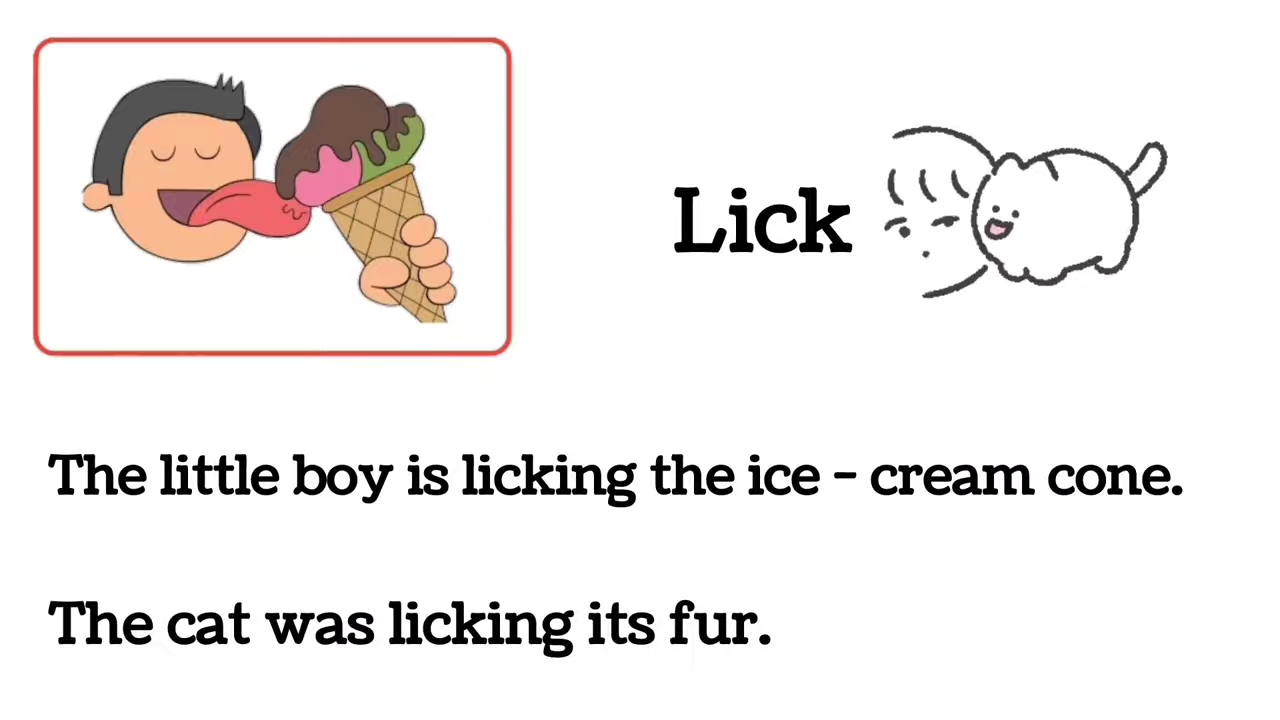 Lick
The little boy is licking the ice - cream cone.
The cat was licking its fur.